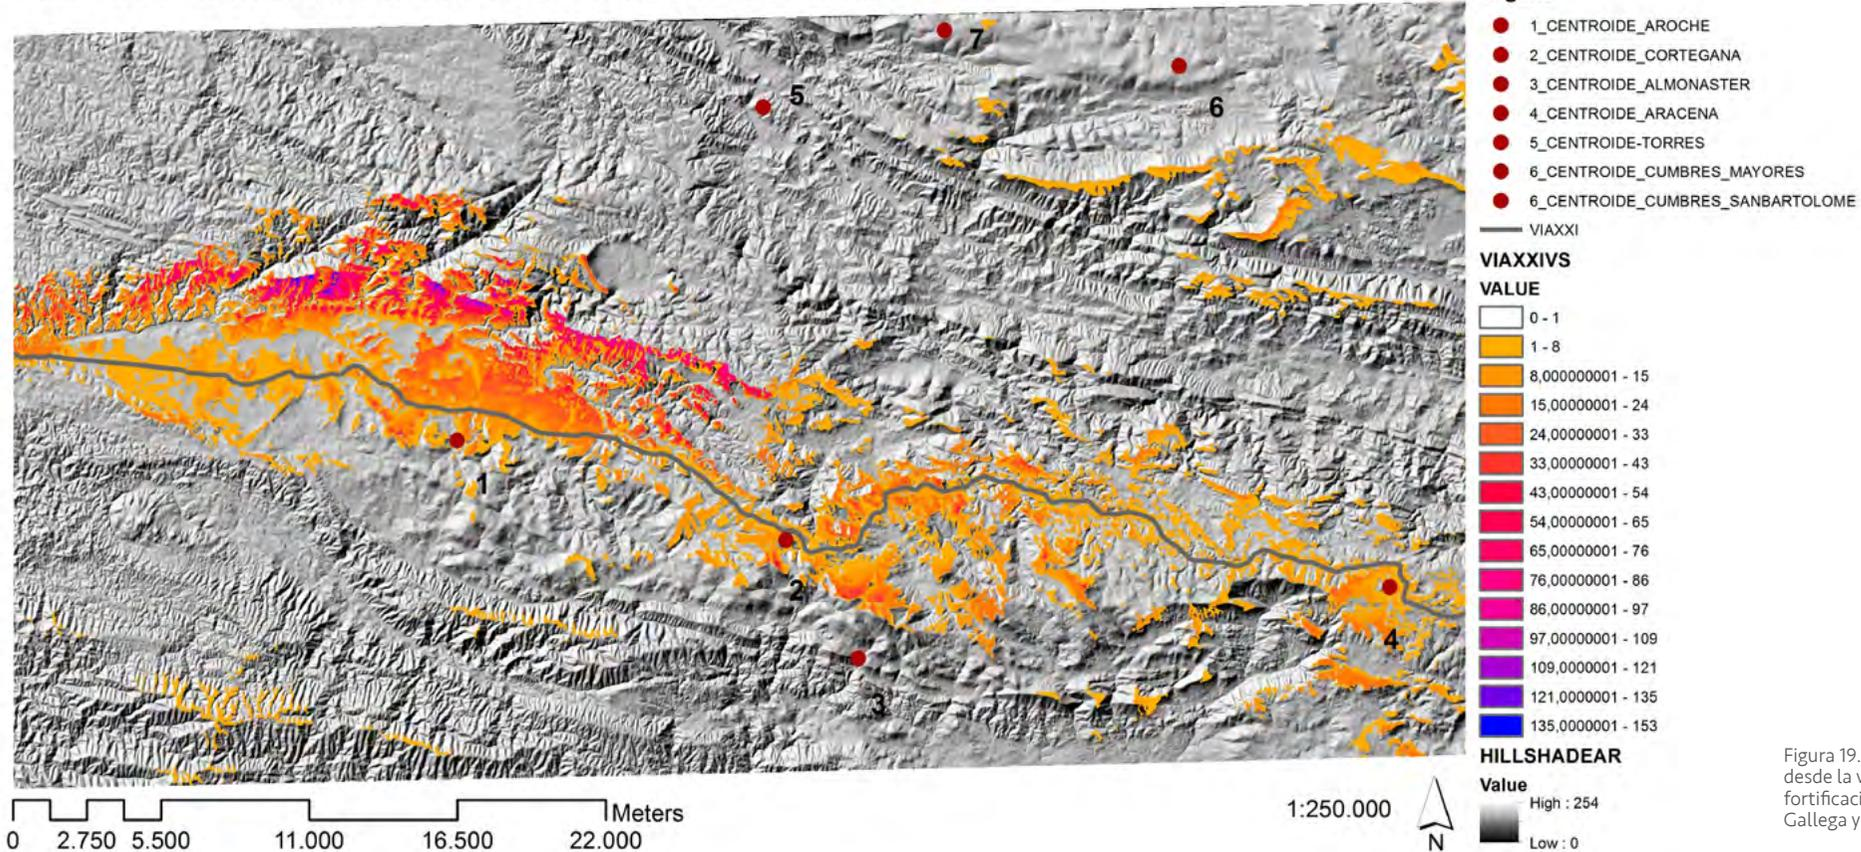 7
5
6
1
2
3
4
1_CENTROIDE_AROCHE
2_CENTROIDE_CORTEGANA
3_CENTROIDE_ALMONASTER
4_CENTROIDE_ARACENA
5_CENTROIDE-TORRES
6_CENTROIDE_CUMBRES_MAYORES
6_CENTROIDE_CUMBRES_SANBARTOLOME
VIAXXI
VIAXXIVS
VALUE
0 - 1
1 - 8
8,000000001 - 15
15,00000001 - 24
24,00000001 - 33
33,00000001 - 43
43,00000001 - 54
54,00000001 - 65
65,00000001 - 76
76,00000001 - 86
86,00000001 - 97
97,00000001 - 109
109,0000001 - 121
121,0000001 - 135
135,0000001 - 153
HILLSHADEAR
Value
High : 254
Low : 0
Meters
0 2.750 5.500 11.000 16.500 22.000
1:250.000
N
Figura 19.
desde la
Gallega y